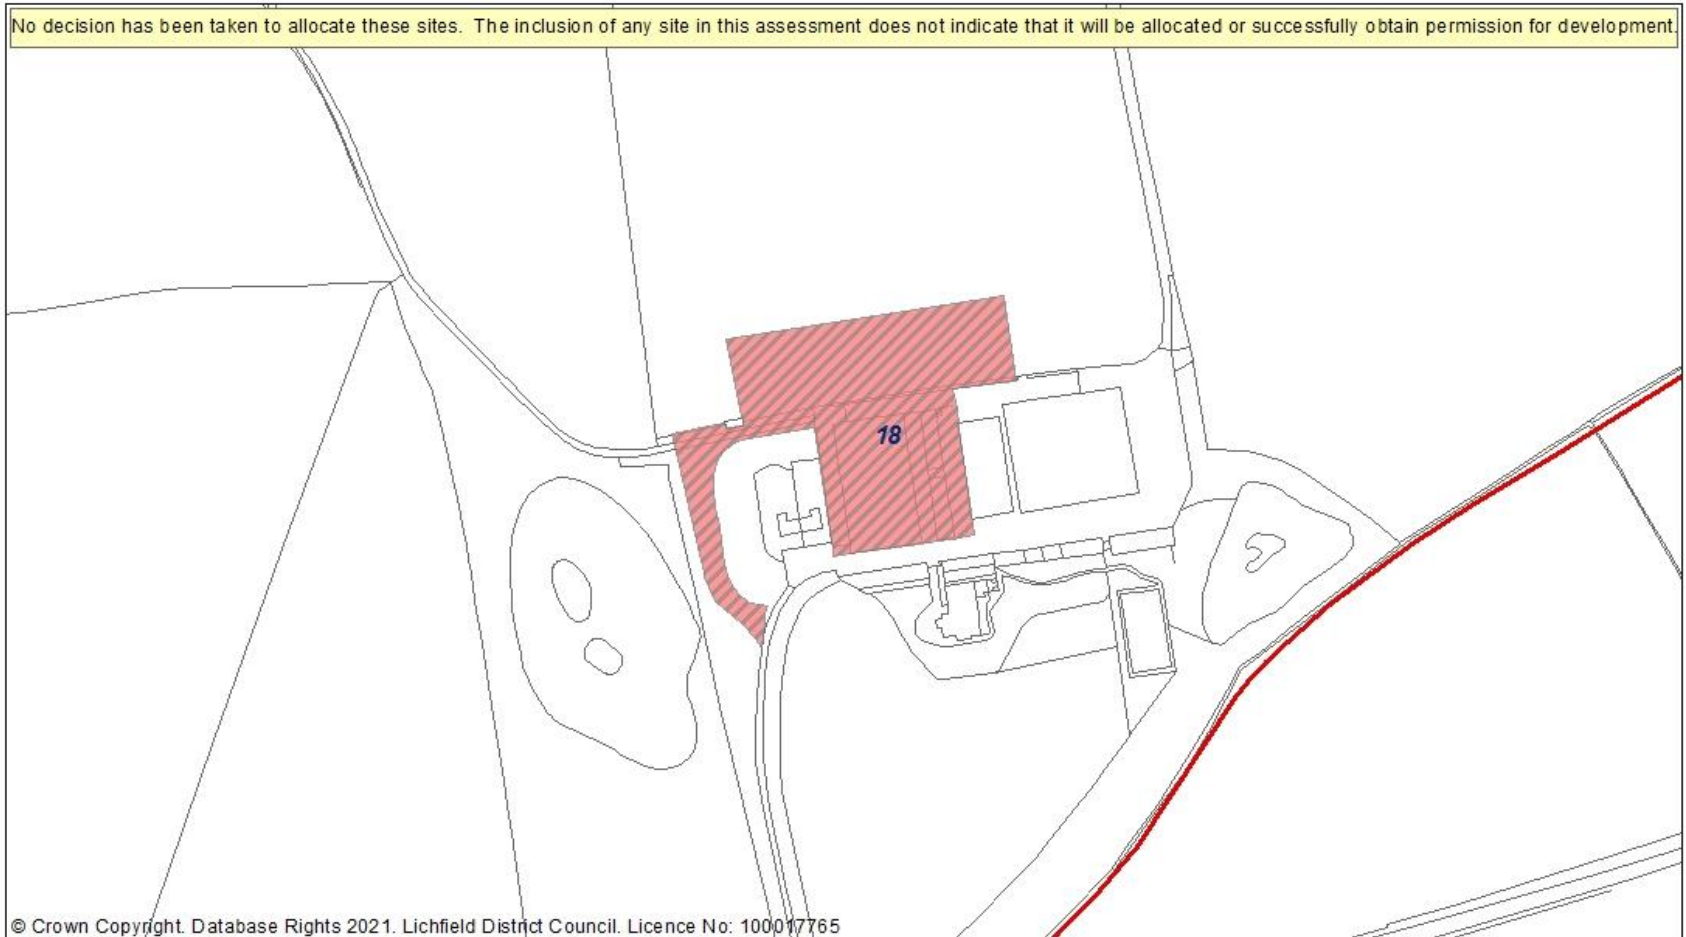 No decision has been taken to allocate these sites. The inclusion of any site in this assessment does not indicate that it will be allocated or successfully obtain permission for development.
18
© Crown Copyright. Database Rights 2021. Lichfield District Council. Licence No: 100017765